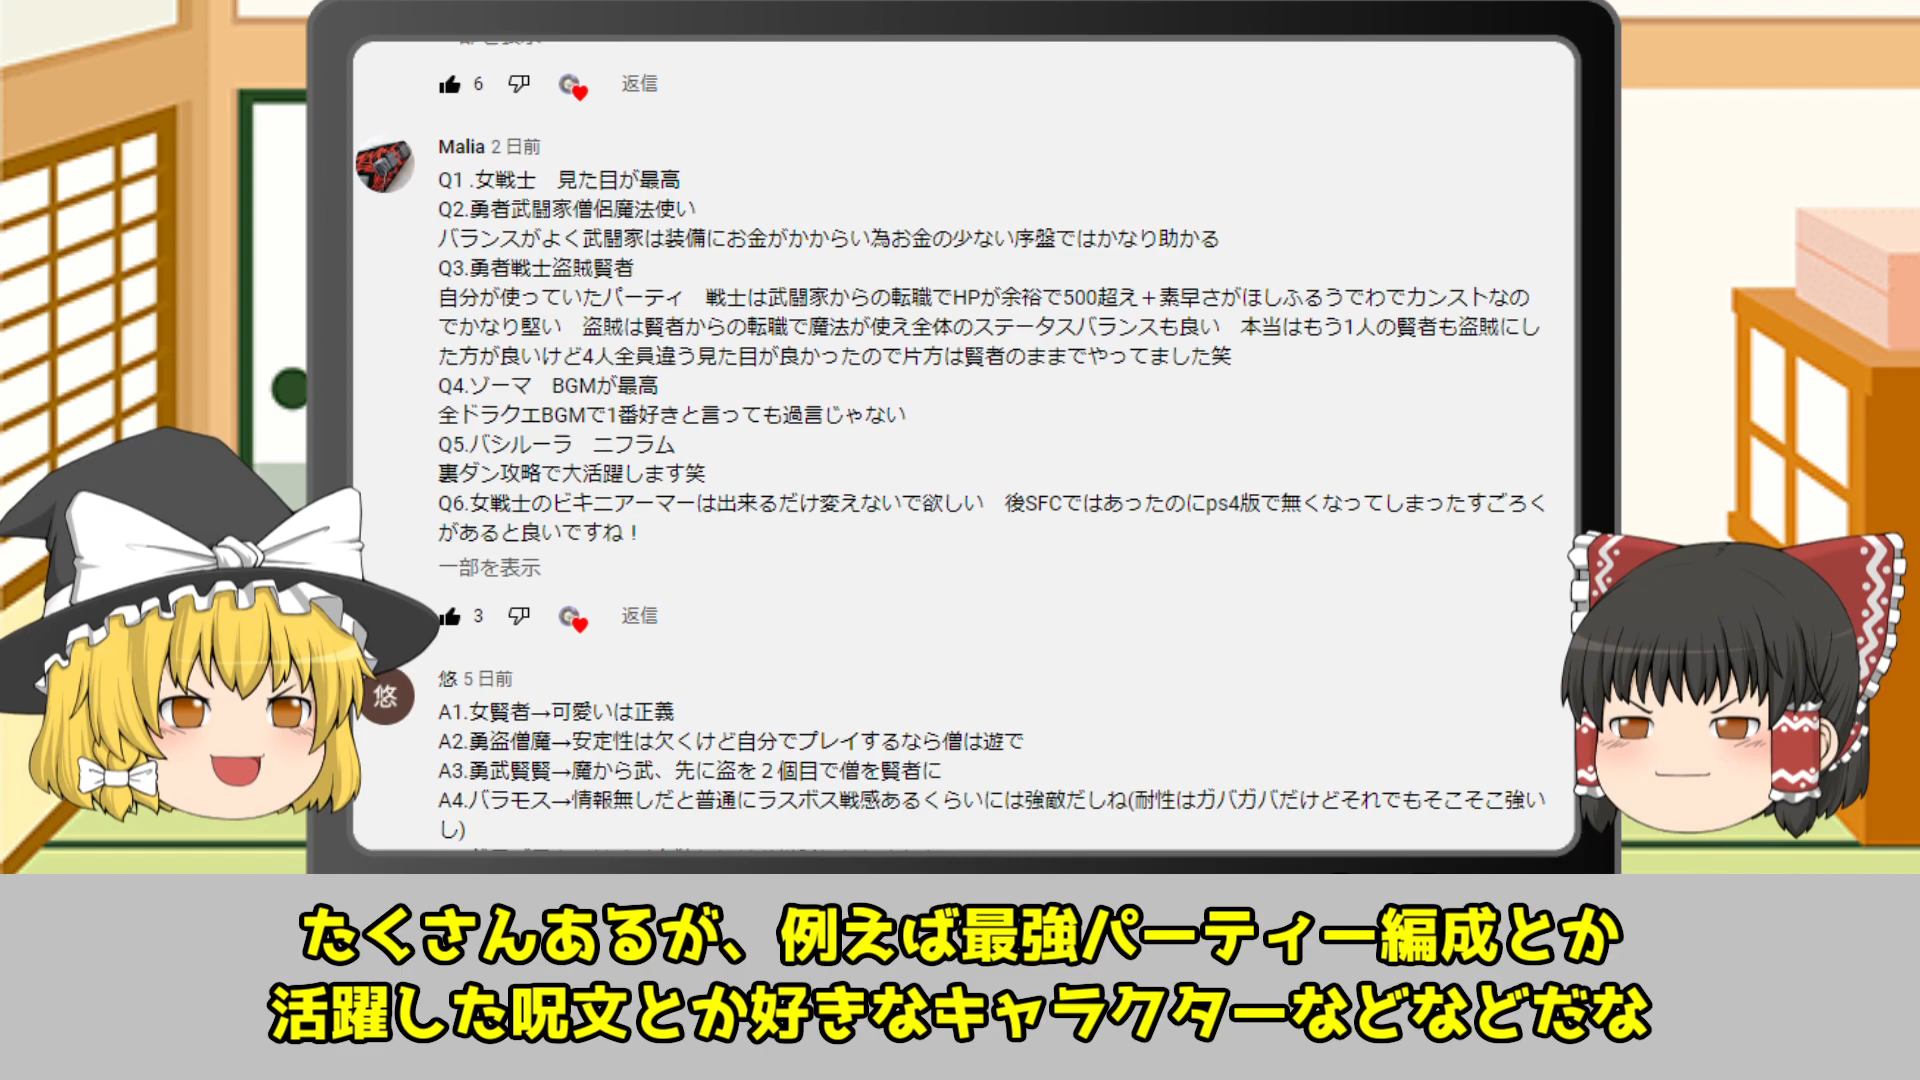 6 返信
Malia 2 日前
Q1 .女戦士　見た目が最高
Q2.勇者武闘家僧侶魔法使い
バランスがよく武闘家は装備にお金がかからい為お金の少ない序盤ではかなり助かる
Q3.勇者戦士盗賊賢者
自分が使っていたパーティ　戦士は武闘家からの転職でHPが余裕で500超え＋素早さがほしふるうでわでカンストなの
でかなり堅い　盗賊は賢者からの転職で魔法が使え全体のステータスバランスも良い　本当はもう1人の賢者も盗賊にし
た方が良いけど4人全員違う見た目が良かったので片方は賢者のままでやってました笑
Q4.ゾーマ　BGMが最高
全ドラクエBGMで1番好きと言っても過言じゃない
Q5.バシルーラ　ニフラム
裏ダン攻略で大活躍します笑
Q6.女戦士のビキニアーマーは出来るだけ変えないで欲しい　後SFCではあったのにps4版で無くなってしまったすごろく
があると良いですね！
一部を表示
3 返信
悠
悠 5 日前
A1.女賢者→可愛いは正義
A2.勇盗僧魔→安定性は欠くけど自分でプレイするなら僧は遊で
A3.勇武賢賢→魔から武、先に盗を２個目で僧を賢者に
A4.バラモス→情報無しだと普通にラスボス戦感あるくらいには強敵だしね(耐性はガバガバだけどそれでもそこそこ強い
し)
たくさんあるが、例えば最強パーティー編成とか
活躍した呪文とか好きなキャラクターなどなどだな